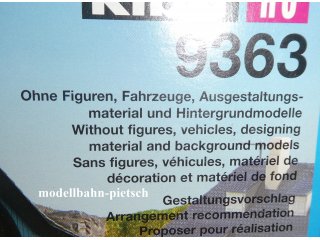 9363
Ohne Figuren, Fahrzeuge, Ausgestaltungs-
material und Hintergrundmodelle
Without figures, vehicles, designing
material and background models
Sans figures, véhicules, matériel de
décoration et matériel de fond
modellbahn-pietsch
Gestaltungsvorschlag
Arrangement recommendation
Proposer pour réalisation